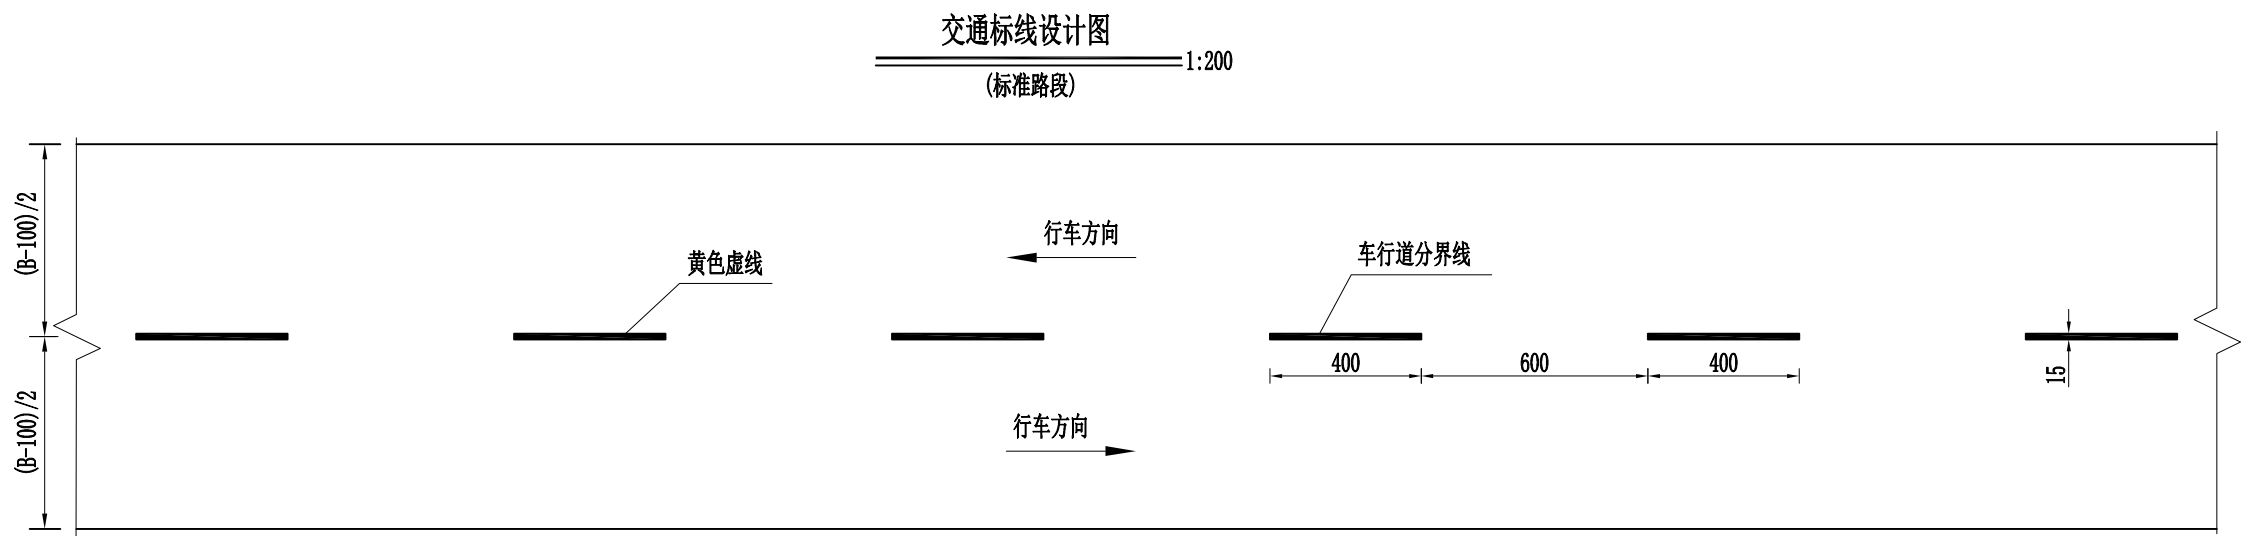 交通标线设计图
1:200
(标准路段)
(B-100)/2
行车方向
车行道分界线
黄色虚线
400
600
400
15
(B-100)/2
行车方向